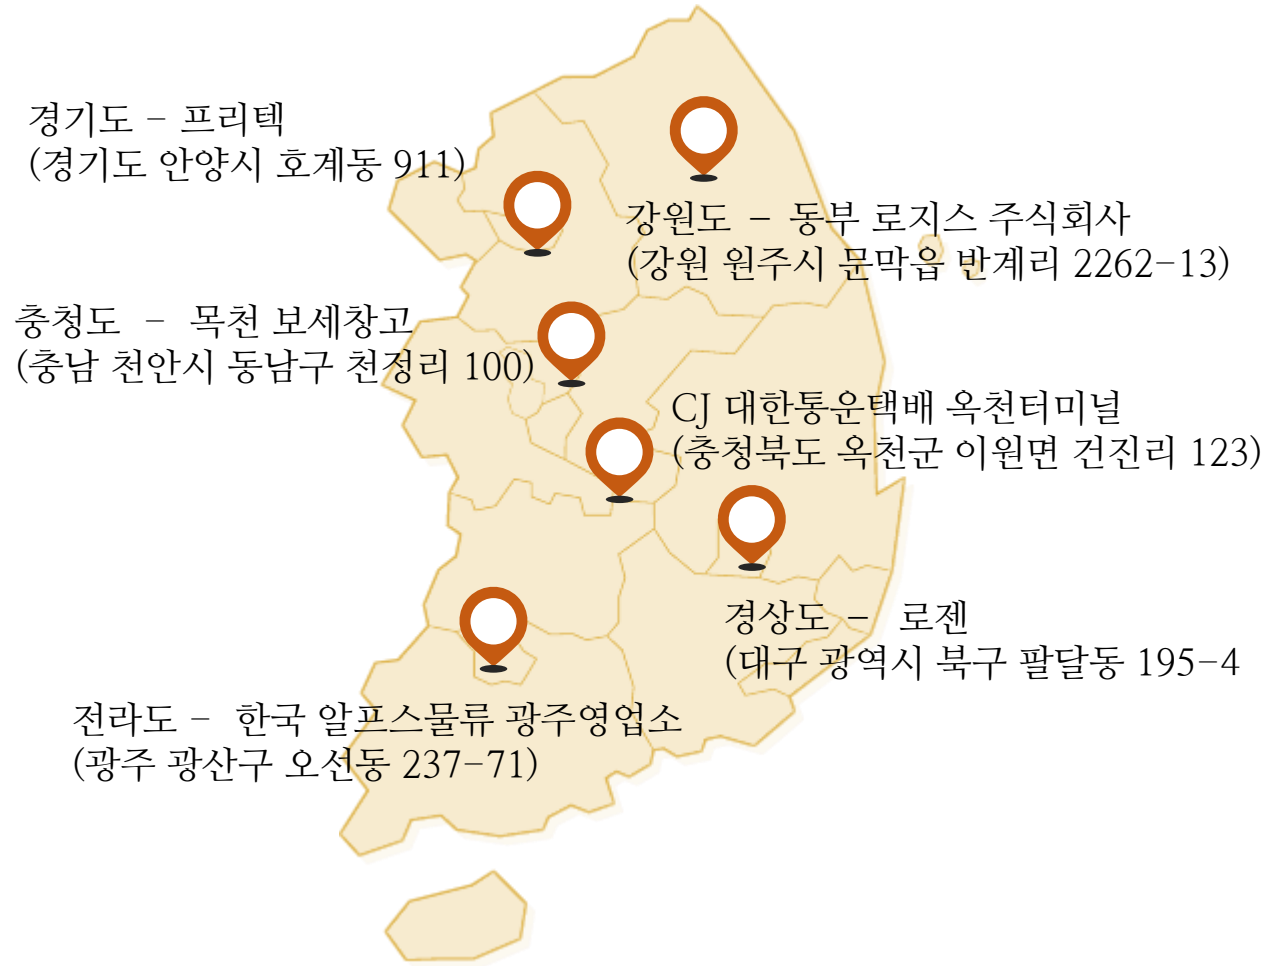 경기도 - 프리텍
(경기도 안양시 호계동 911)
강원도 - 동부 로지스 주식회사
(강원 원주시 문막읍 반계리 2262-13)
충청도 - 목천 보세창고
(충남 천안시 동남구 천정리 100)
CJ 대한통운택배 옥천터미널
(충청북도 옥천군 이원면 건진리 123)
경상도 - 로젠
(대구 광역시 북구 팔달동 195-4
전라도 - 한국 알프스물류 광주영업소
(광주 광산구 오선동 237-71)